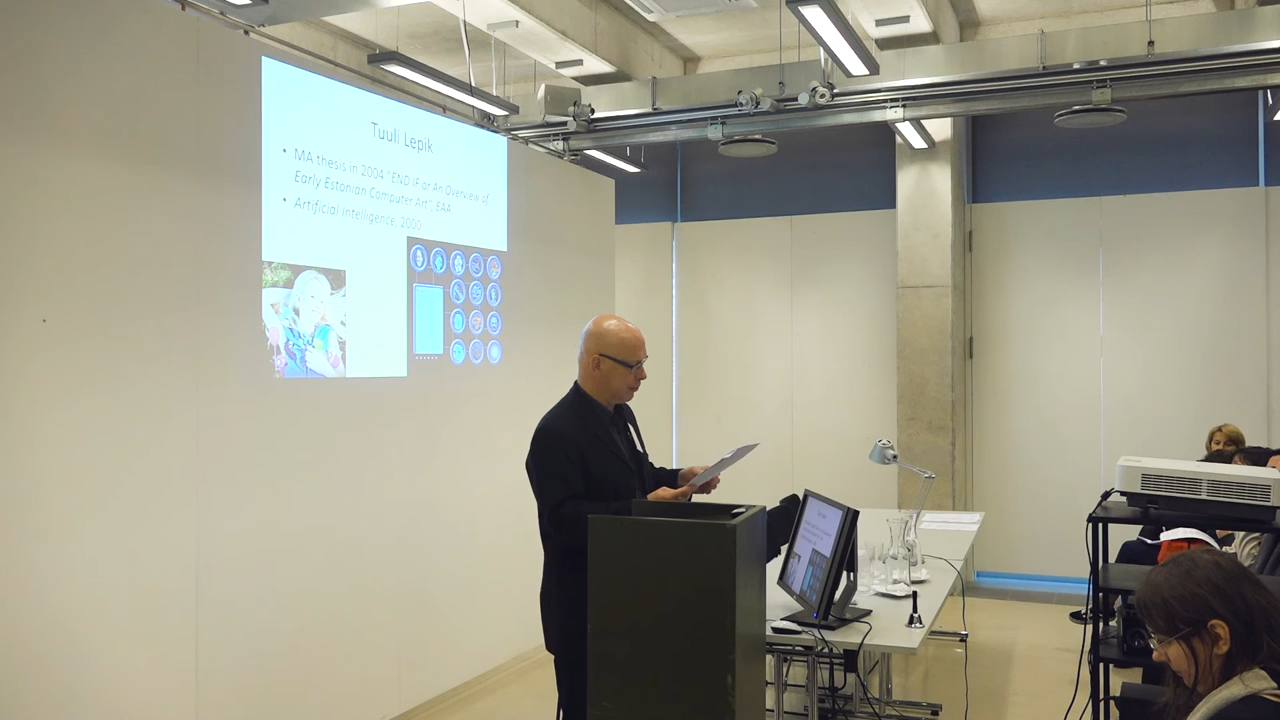 Tuuli Lepik
• MA thesis in 2004 "END IF or An Overview of
Early Estonian Computer Art", EAA
• Artificial Intelligence, 2000